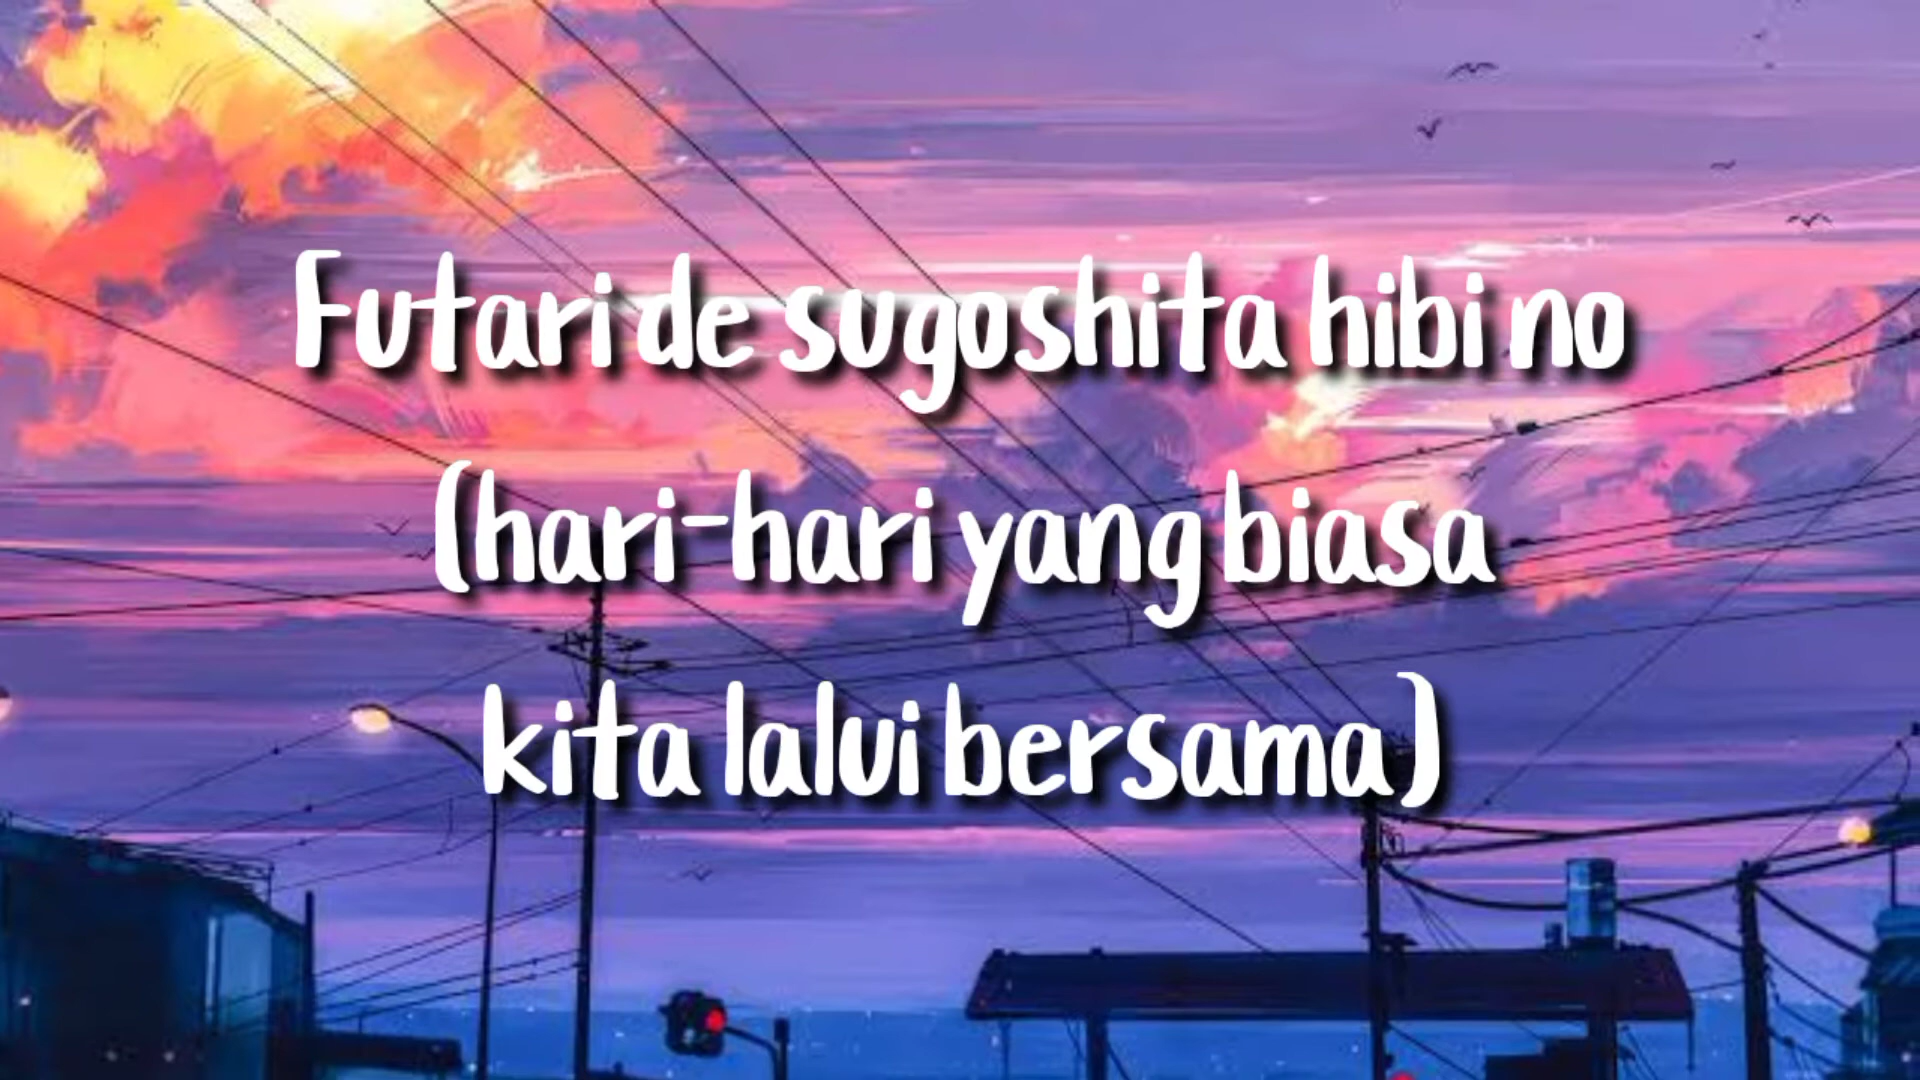 Futari de sugoshita hibi no
(hari-hari yang biasa
kita lalui bersama)